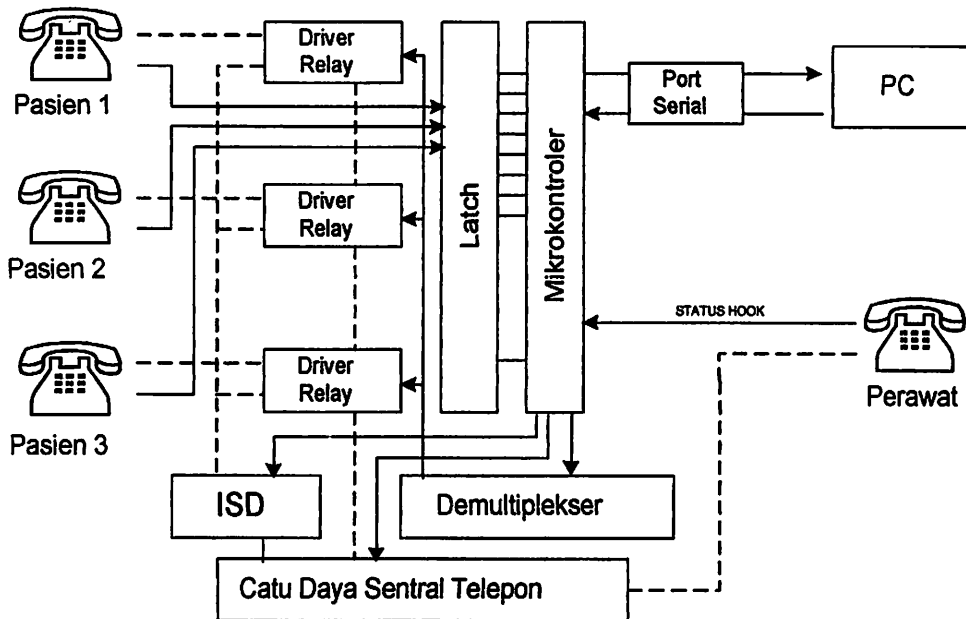 Pasien 1
Driver
Relay
Pasien 2
Driver
Relay
Pasien 3
Driver
Relay
Latch
Mikrokontroler
Port
Serial
PC
STATUS HOOK
Perawat
ISD
Demultiplekser
Catu Daya Sentral Telepon